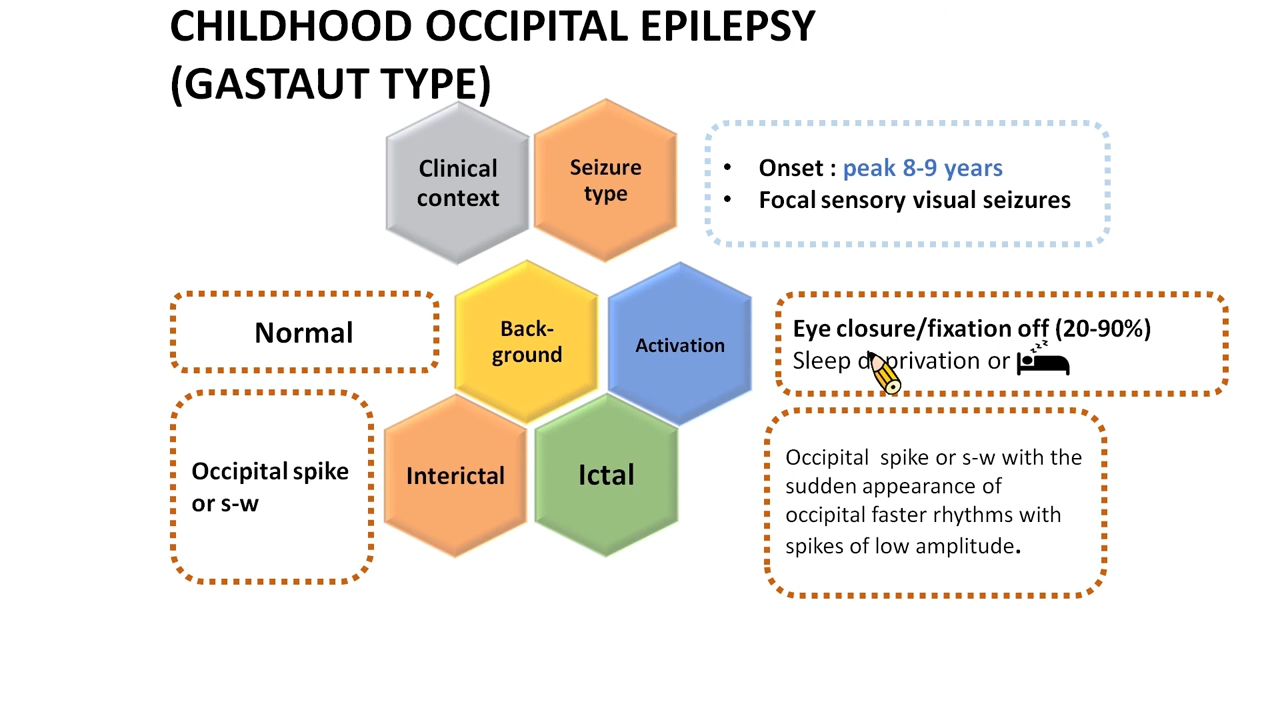 CHILDHOOD OCCIPITAL EPILEPSY
(GASTAUT TYPE)
Clinical
context
Seizure
type
• Onset : peak 8-9 years
• Focal sensory visual seizures
Normal
Back-
ground
Activation
Eye closure/fixation off (20-90%)
Sleep deprivation or
zzz
Occipital spike
or s-w
Interictal
Ictal
Occipital spike or s-w with the
sudden appearance of
occipital faster rhythms with
spikes of low amplitude.